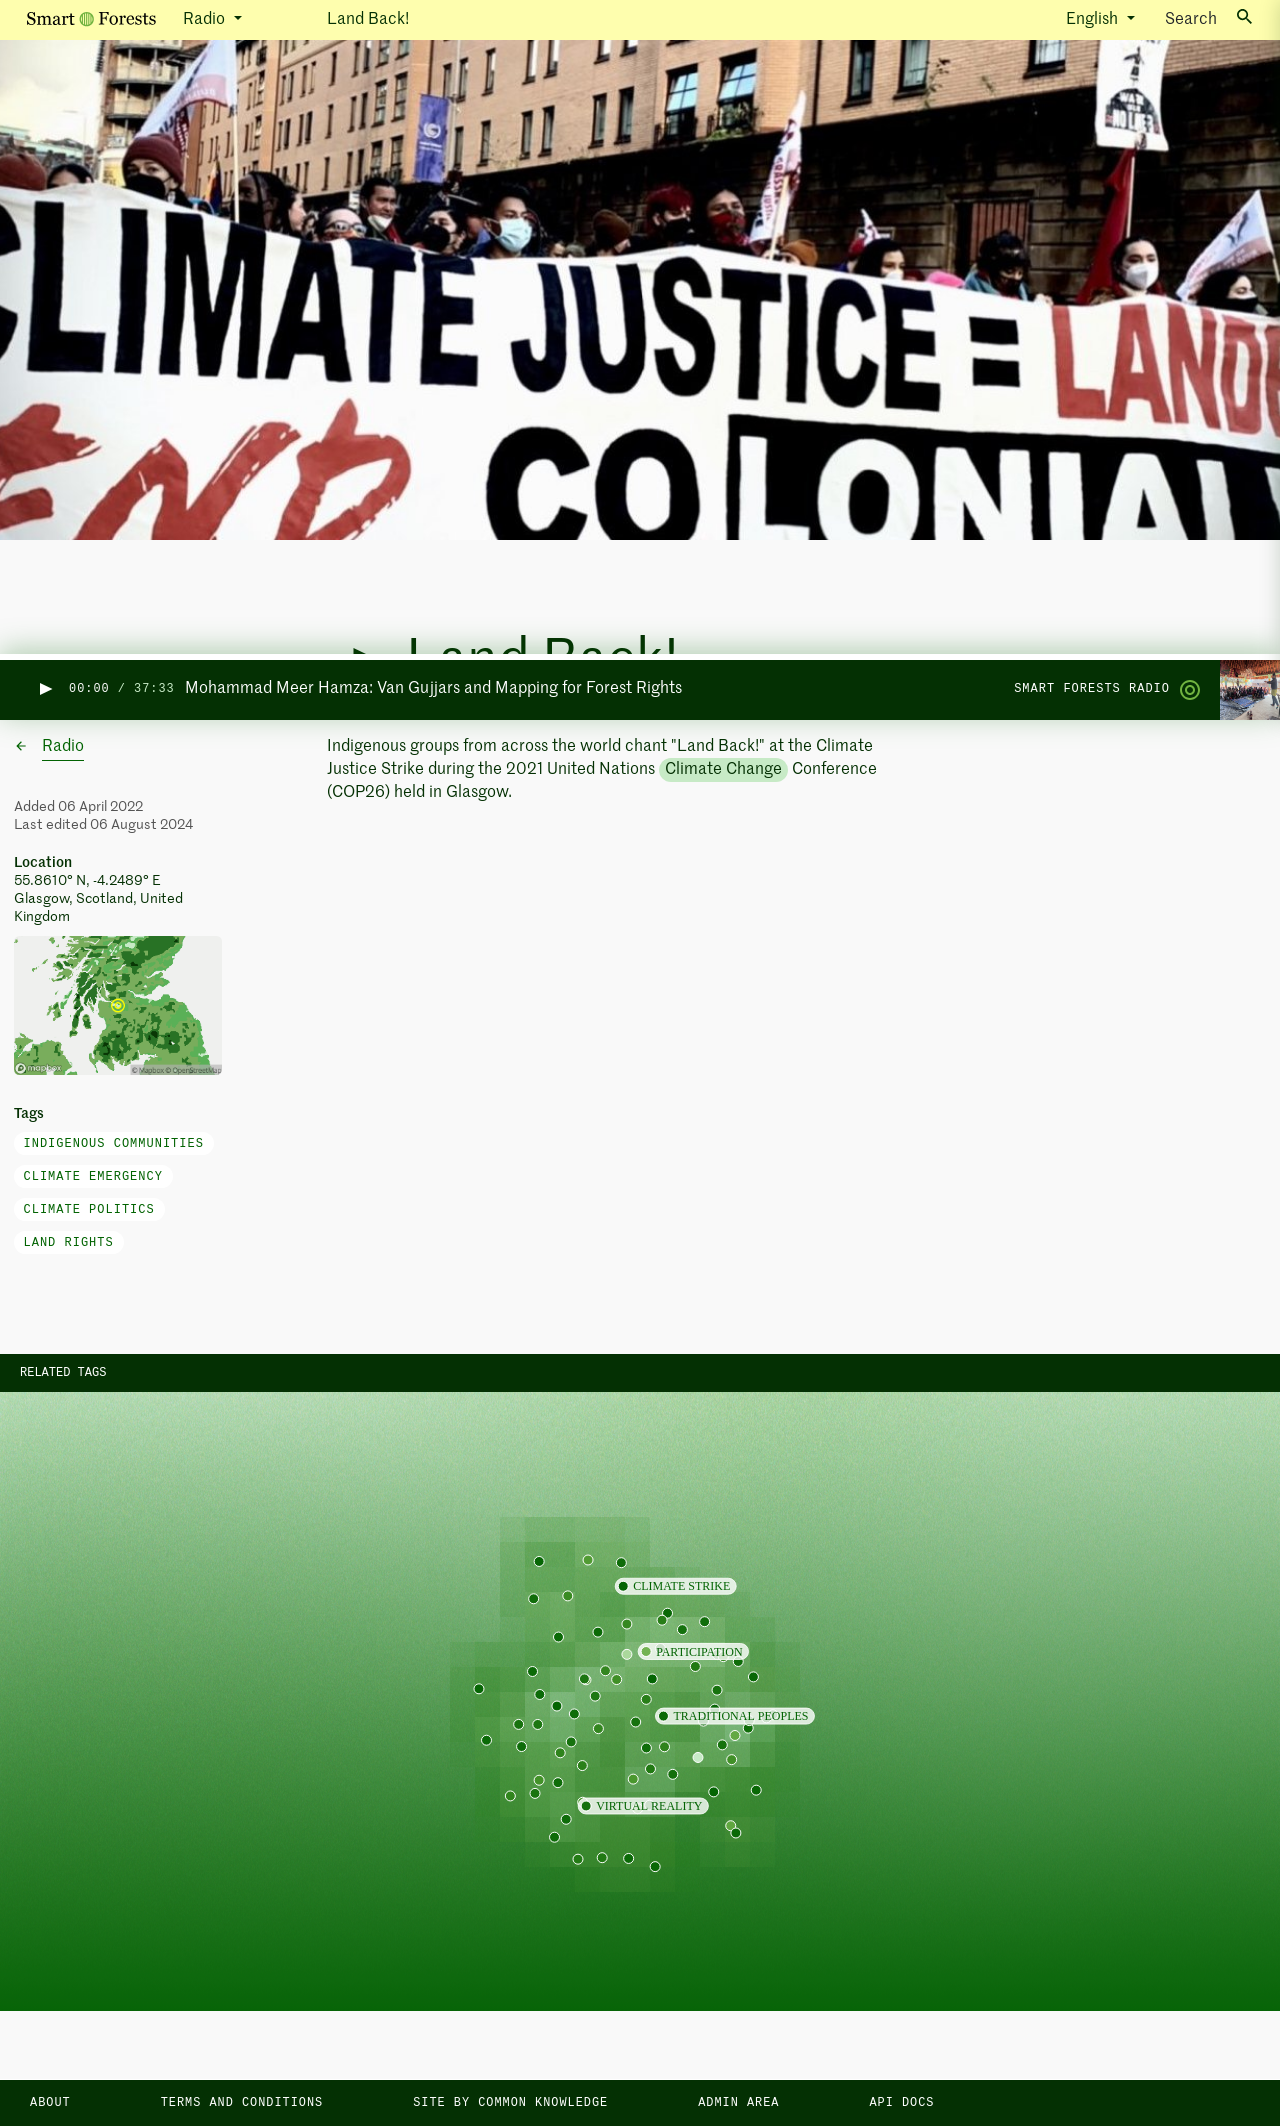 Smart Forests Radio Land Back! English Search
NO LIES
CLIMATE JUSTICE = LAND
END COLONIAL
Land Back!
00:00 / 37:33 Mohammad Meer Hamza: Van Gujjars and Mapping for Forest Rights SMART FORESTS RADIO
Radio
Indigenous groups from across the world chant "Land Back!" at the Climate
Justice Strike during the 2021 United Nations Climate Change Conference
(COP26) held in Glasgow.
Added 06 April 2022
Last edited 06 August 2024
Location
55.8610° N, -4.2489° E
Glasgow, Scotland, United
Kingdom
mapbox © Mapbox © OpenStreetMap
Tags
INDIGENOUS COMMUNITIES
CLIMATE EMERGENCY
CLIMATE POLITICS
LAND RIGHTS
RELATED TAGS
CLIMATE STRIKE
PARTICIPATION
TRADITIONAL PEOPLES
VIRTUAL REALITY
ABOUT TERMS AND CONDITIONS SITE BY COMMON KNOWLEDGE ADMIN AREA API DOCS